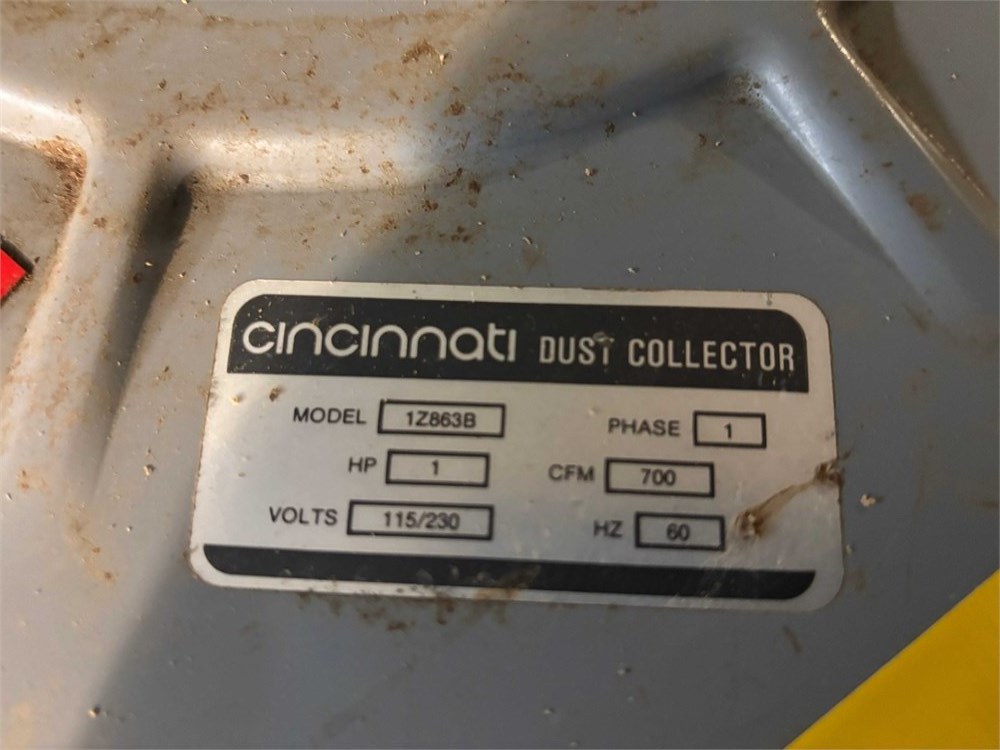 cincinnati DUST COLLECTOR
MODEL 1Z863B PHASE 1
HP 1 CFM 700
VOLTS 115/230 HZ 60